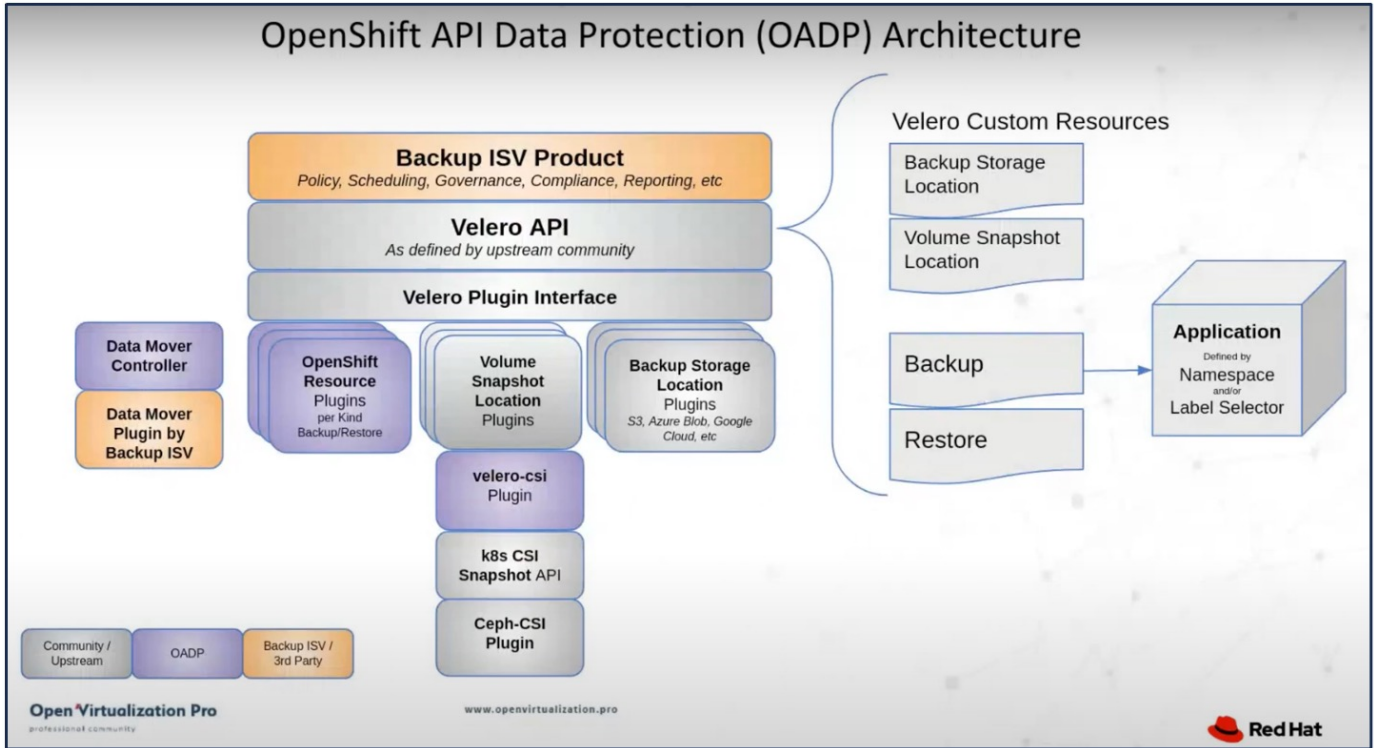 OpenShift API Data Protection (OADP) Architecture
Backup ISV Product
Policy, Scheduling, Governance, Compliance, Reporting, etc
Velero API
As defined by upstream community
Velero Plugin Interface
Data Mover
Controller
Data Mover
Plugin by
Backup ISV
OpenShift
Resource
Plugins
per Kind
Backup/Restore
Volume
Snapshot
Location
Plugins
Backup Storage
Location
Plugins
S3, Azure Blob, Google
Cloud, etc
velero-csi
Plugin
k8s CSI
Snapshot API
Ceph-CSI
Plugin
Velero Custom Resources
Backup Storage
Location
Volume Snapshot
Location
Backup
Restore
Application
Defined by
Namespace
and/or
Label Selector
Community /
Upstream
OADP
Backup ISV /
3rd Party
Open Virtualization Pro
professional community
www.openvirtualization.pro
Red Hat